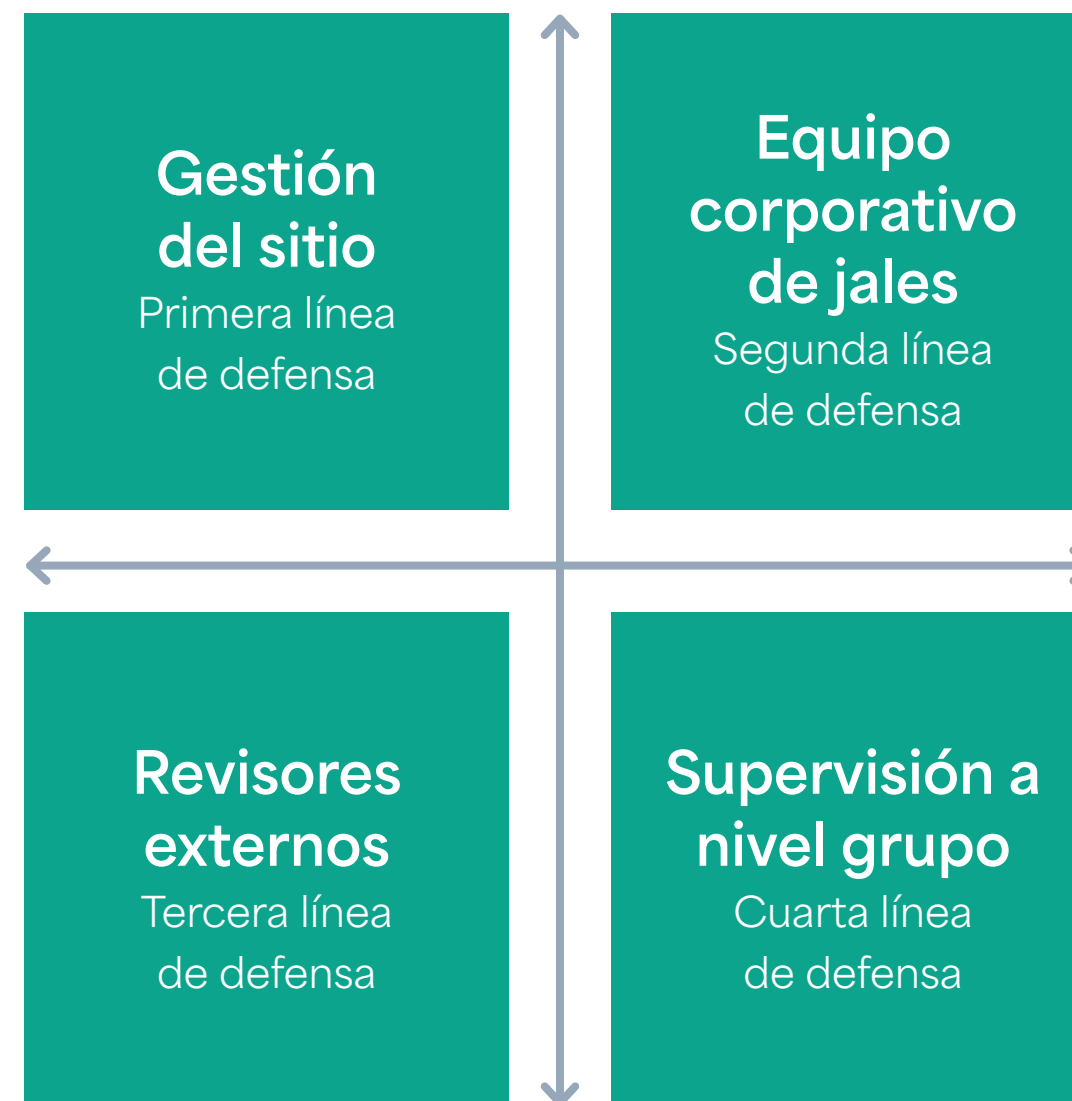 Gestión
del sitio
Primera línea
de defensa
Equipo
corporativo
de jales
Segunda línea
de defensa
Revisores
externos
Tercera línea
de defensa
Supervisión a
nivel grupo
Cuarta línea
de defensa